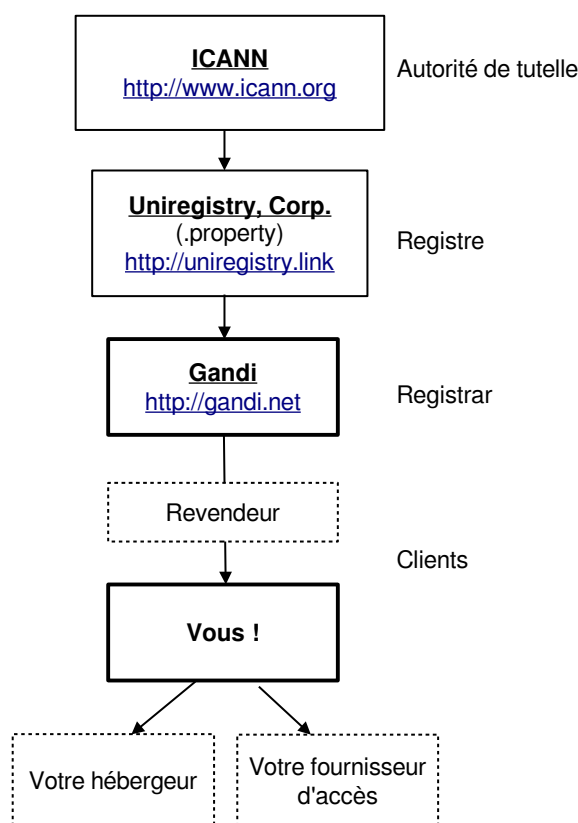 ICANN
http://www.icann.org
Autorité de tutelle
Uniregistry, Corp.
(.property)
http://uniregistry.link
Registre
Gandi
http://gandi.net
Registrar
Revendeur
Clients
Vous !
Votre hébergeur
Votre fournisseur
d'accès